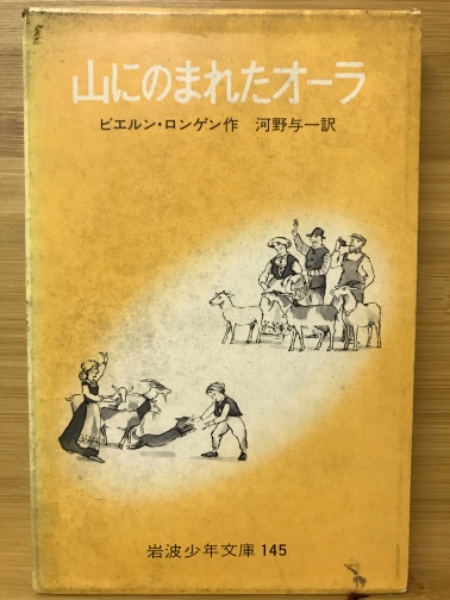 山にのまれたオーラ
ビエルン・ロンゲン作 河野与一訳
岩波少年文庫 145